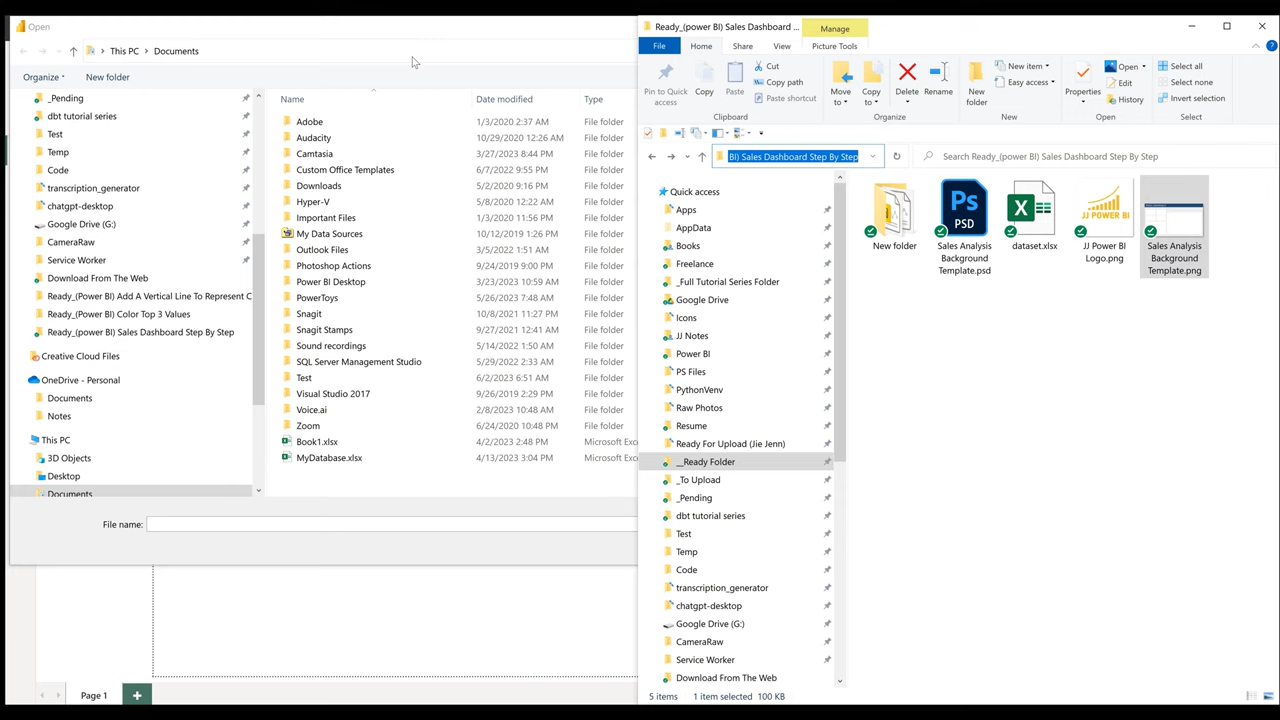 Open
This PC > Documents
Organize
New folder
Name
Date modified
Type
_Pending
dbt tutorial series
Test
Temp
Code
transcription_generator
chatgpt-desktop
Google Drive (G:)
CameraRaw
Service Worker
Download From The Web
Ready_(Power BI) Add A Vertical Line To Represent C
Ready_(Power BI) Color Top 3 Values
Ready_(power BI) Sales Dashboard Step By Step
Creative Cloud Files
OneDrive - Personal
Documents
Notes
This PC
3D Objects
Desktop
Documents
Adobe 1/3/2020 2:37 AM File folder
Audacity 10/29/2020 12:26 AM File folder
Camtasia 3/27/2023 8:44 PM File folder
Custom Office Templates 6/7/2022 9:55 PM File folder
Downloads 5/2/2020 9:16 PM File folder
Hyper-V 5/8/2020 12:22 AM File folder
Important Files 1/3/2020 11:56 PM File folder
My Data Sources 10/12/2019 1:26 PM File folder
Outlook Files 3/5/2022 1:51 AM File folder
Photoshop Actions 9/24/2019 9:00 PM File folder
Power BI Desktop 3/23/2023 10:59 AM File folder
PowerToys 5/26/2023 7:48 AM File folder
Snagit 10/8/2021 11:27 PM File folder
Snagit Stamps 9/27/2021 12:41 AM File folder
Sound recordings 5/14/2022 1:50 AM File folder
SQL Server Management Studio 5/29/2022 2:33 AM File folder
Test 6/2/2023 6:51 AM File folder
Visual Studio 2017 9/26/2019 2:29 PM File folder
Voice.ai 2/8/2023 10:48 AM File folder
Zoom 6/24/2020 10:48 PM File folder
Book1.xlsx 4/2/2023 2:48 PM Microsoft Exc
MyDatabase.xlsx 4/13/2023 3:04 PM Microsoft Exc
File name:
Page 1
Ready_(power BI) Sales Dashboard ...
Manage
File
Home
Share
View
Picture Tools
Pin to Quick
access
Copy
Paste
Cut
Copy path
Paste shortcut
Clipboard
Move
to
Copy
to
Delete
Rename
Organize
New
folder
New item
Easy access
New
Properties
Open
Edit
History
Open
Select all
Select none
Invert selection
Select
BI) Sales Dashboard Step By Step
Search Ready_(power BI) Sales Dashboard Step By Step
Quick access
Apps
AppData
Books
Freelance
_Full Tutorial Series Folder
Google Drive
Icons
JJ Notes
Power BI
PS Files
PythonVenv
Raw Photos
Resume
Ready For Upload (Jie Jenn)
__Ready Folder
_To Upload
_Pending
dbt tutorial series
Test
Temp
Code
transcription_generator
chatgpt-desktop
Google Drive (G:)
CameraRaw
Service Worker
Download From The Web
New folder
Ps
PSD
Sales Analysis
Background
Template.psd
X
dataset.xlsx
JJ POWER BI
JJ Power BI
Logo.png
Sales Analysis
Background
Template.png
5 items
1 item selected 100 KB